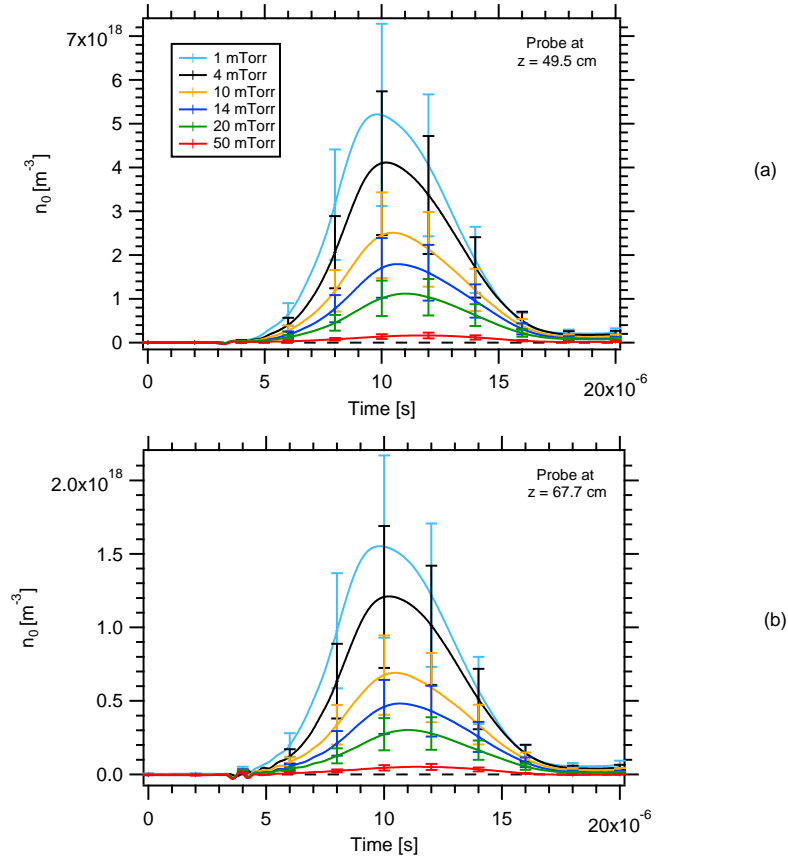 7x10^18
6
5
4
3
2
1
0
n0 [m^-3]
1 mTorr
4 mTorr
10 mTorr
14 mTorr
20 mTorr
50 mTorr
Probe at
z = 49.5 cm
(a)
0
5
10
15
20x10^-6
Time [s]
2.0x10^18
1.5
1.0
0.5
0.0
n0 [m^-3]
Probe at
z = 67.7 cm
(b)
0
5
10
15
20x10^-6
Time [s]